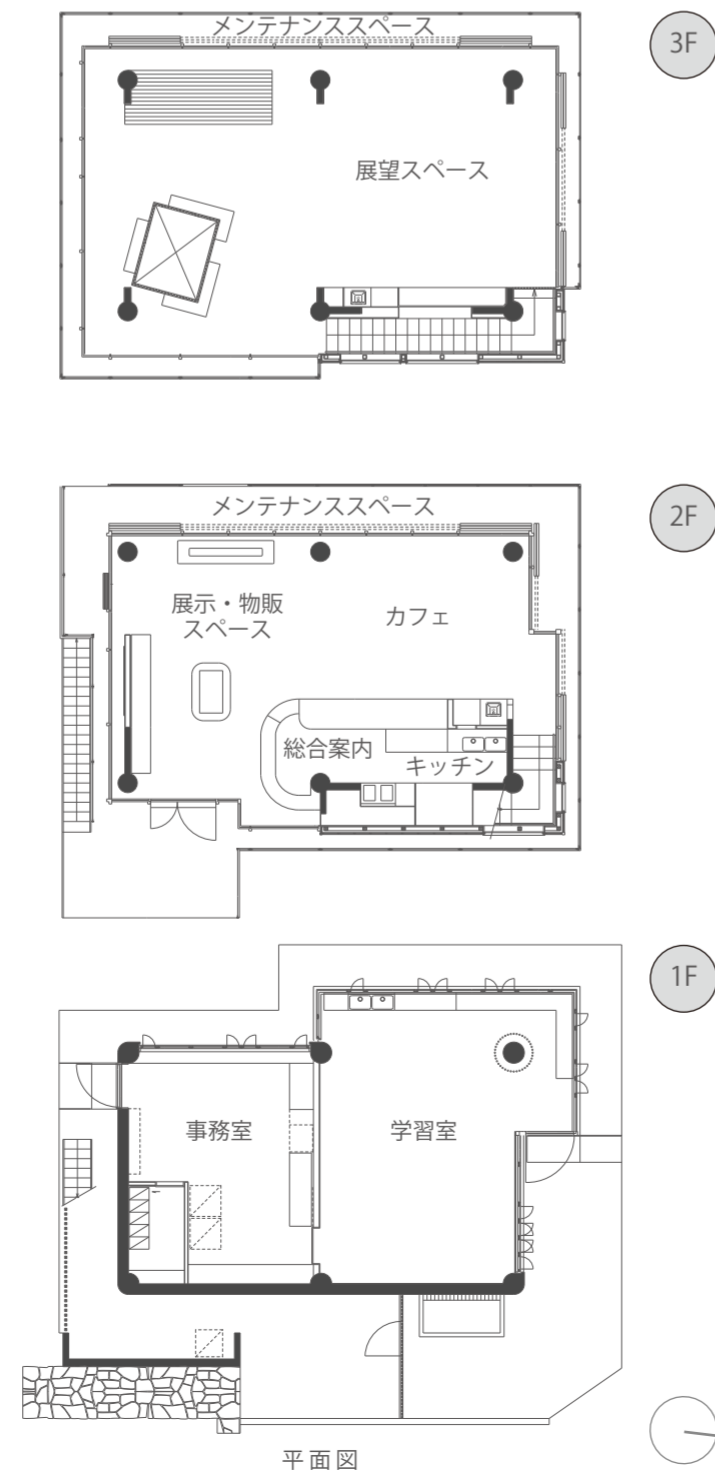 メンテナンススペース
3F
展望スペース
メンテナンススペース
2F
展示・物販
スペース
カフェ
総合案内
キッチン
1F
事務室
学習室
平面図